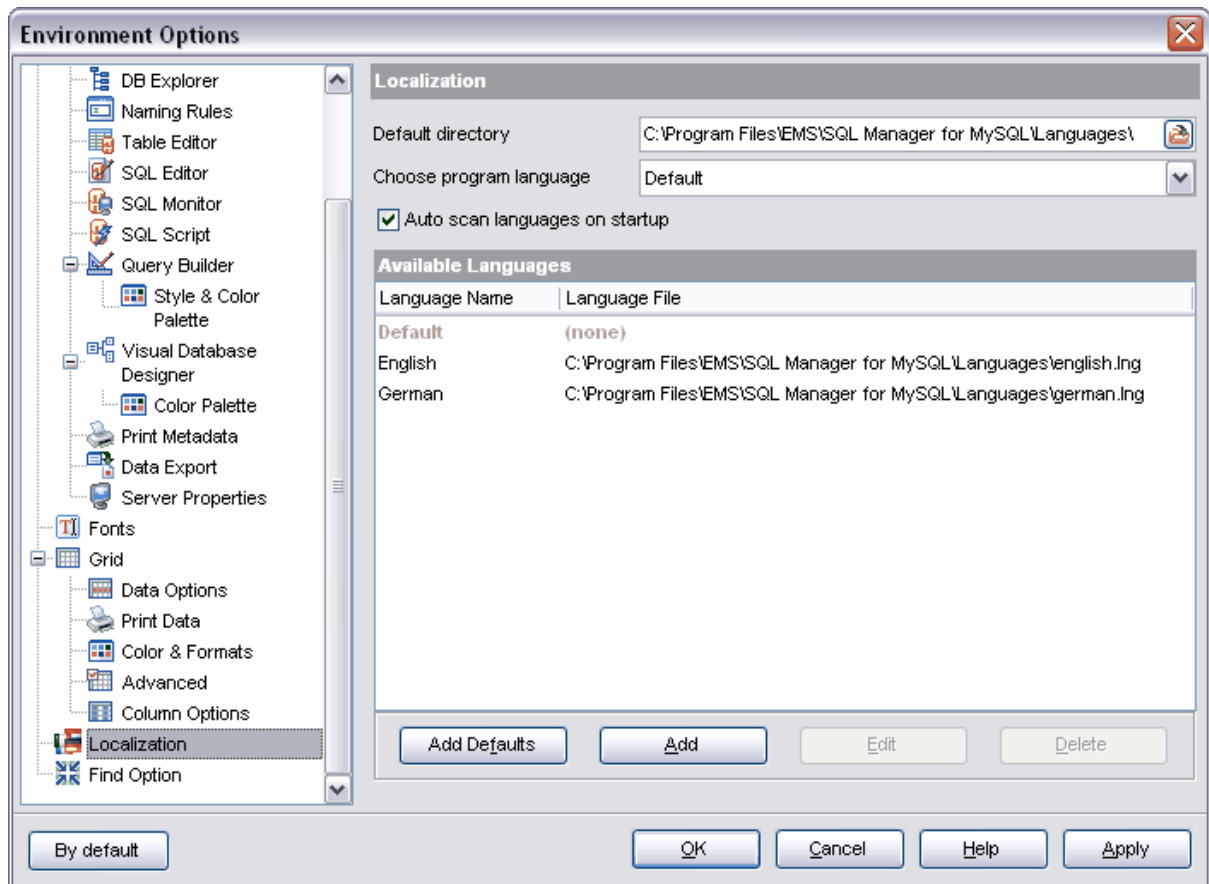 Environment Options
DB Explorer
Naming Rules
Table Editor
SQL Editor
SQL Monitor
SQL Script
Query Builder
Style & Color
Palette
Visual Database
Designer
Color Palette
Print Metadata
Data Export
Server Properties
Fonts
Grid
Data Options
Print Data
Color & Formats
Advanced
Column Options
Localization
Find Option
Localization
Default directory
C:\Program Files\EMS\SQL Manager for MySQL\Languages\
Choose program language
Default
Auto scan languages on startup
Available Languages
Language Name Language File
Default (none)
English C:\Program Files\EMS\SQL Manager for MySQL\Languages\english.lng
German C:\Program Files\EMS\SQL Manager for MySQL\Languages\german.lng
Add Defaults Add Edit Delete
By default OK Cancel Help Apply